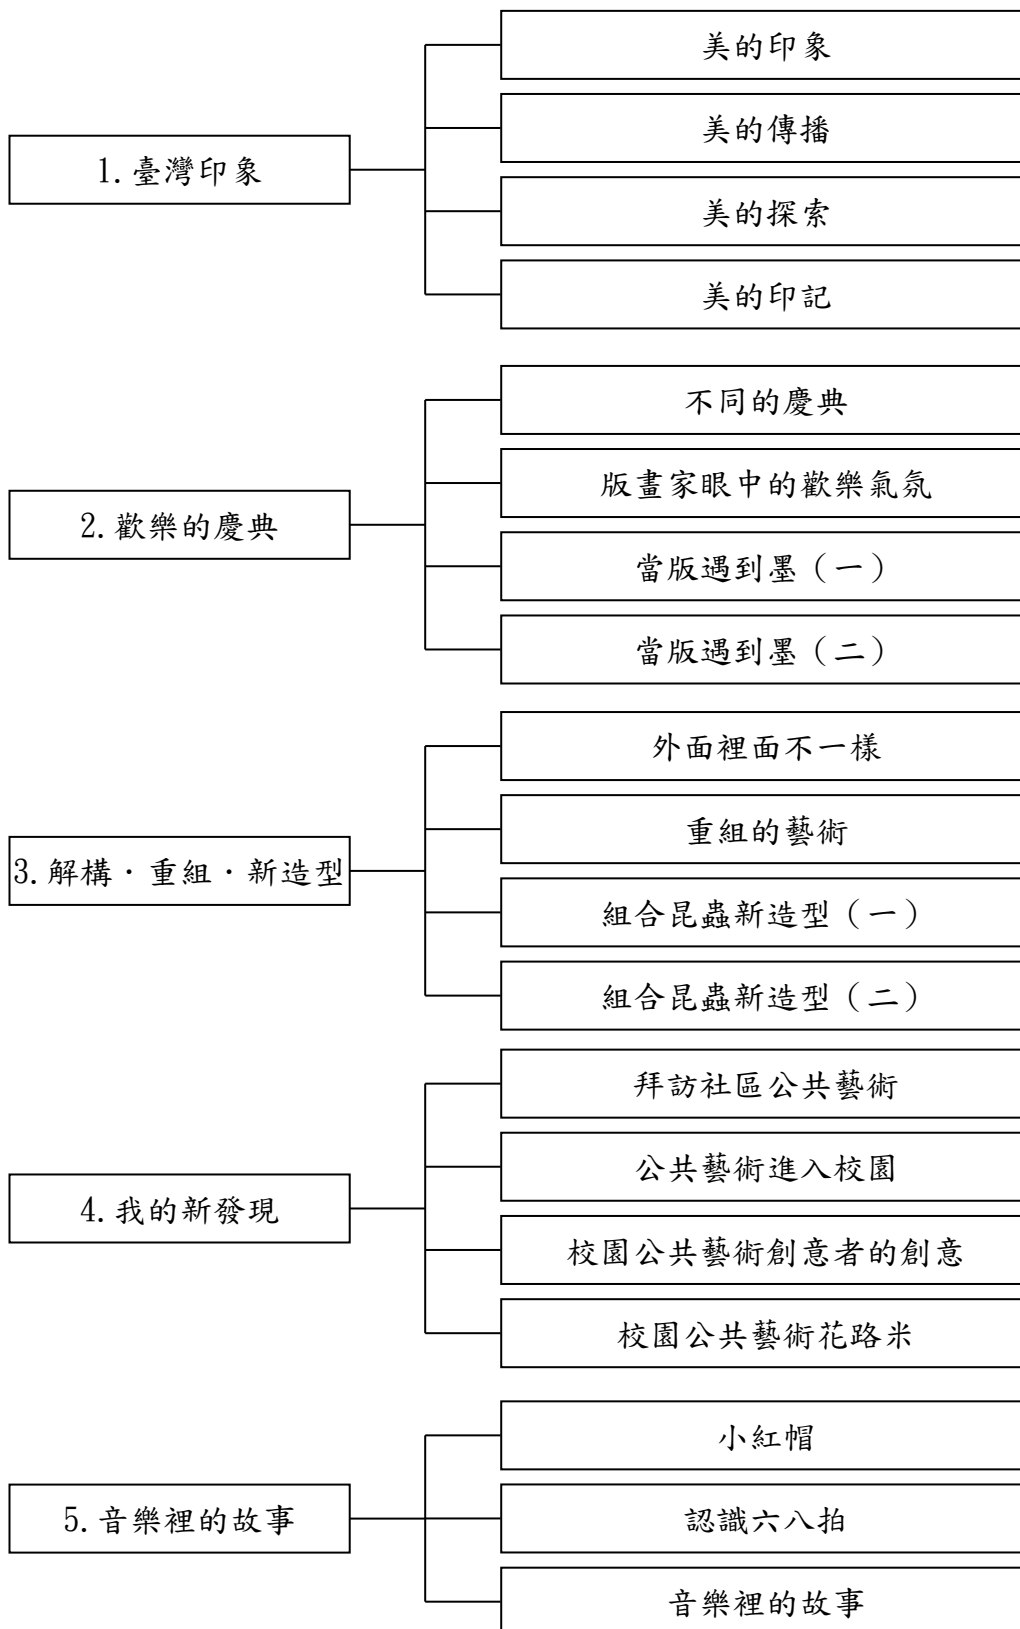 1.臺灣印象
美的印象
美的傳播
美的探索
美的印記
2.歡樂的慶典
不同的慶典
版畫家眼中的歡樂氣氛
當版遇到墨（一）
當版遇到墨（二）
3.解構．重組．新造型
外面裡面不一樣
重組的藝術
組合昆蟲新造型（一）
組合昆蟲新造型（二）
4.我的新發現
拜訪社區公共藝術
公共藝術進入校園
校園公共藝術創意者的創意
校園公共藝術花路米
5.音樂裡的故事
小紅帽
認識六八拍
音樂裡的故事